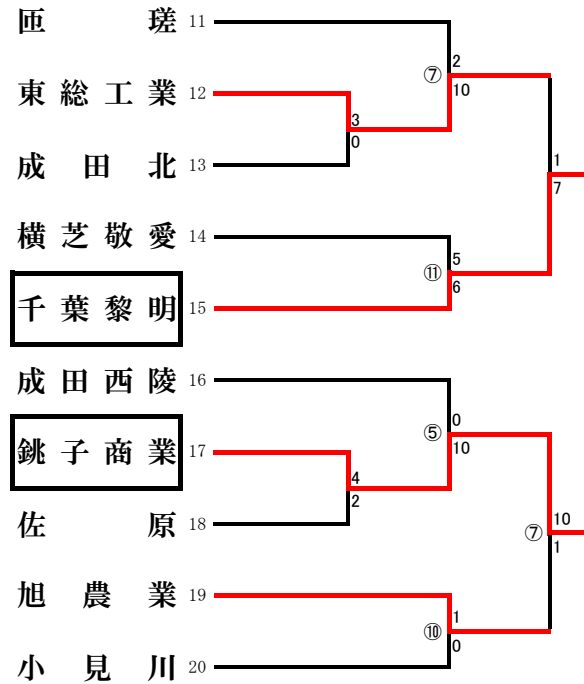 匝瑳 11
2
⑦
10
東総工業 12
3
0
成田北 13
1
7
横芝敬愛 14
5
⑪
6
千葉黎明 15
成田西陵 16
0
⑤
10
銚子商業 17
4
2
佐原 18
10
⑦
1
旭農業 19
1
⑩
0
小見川 20